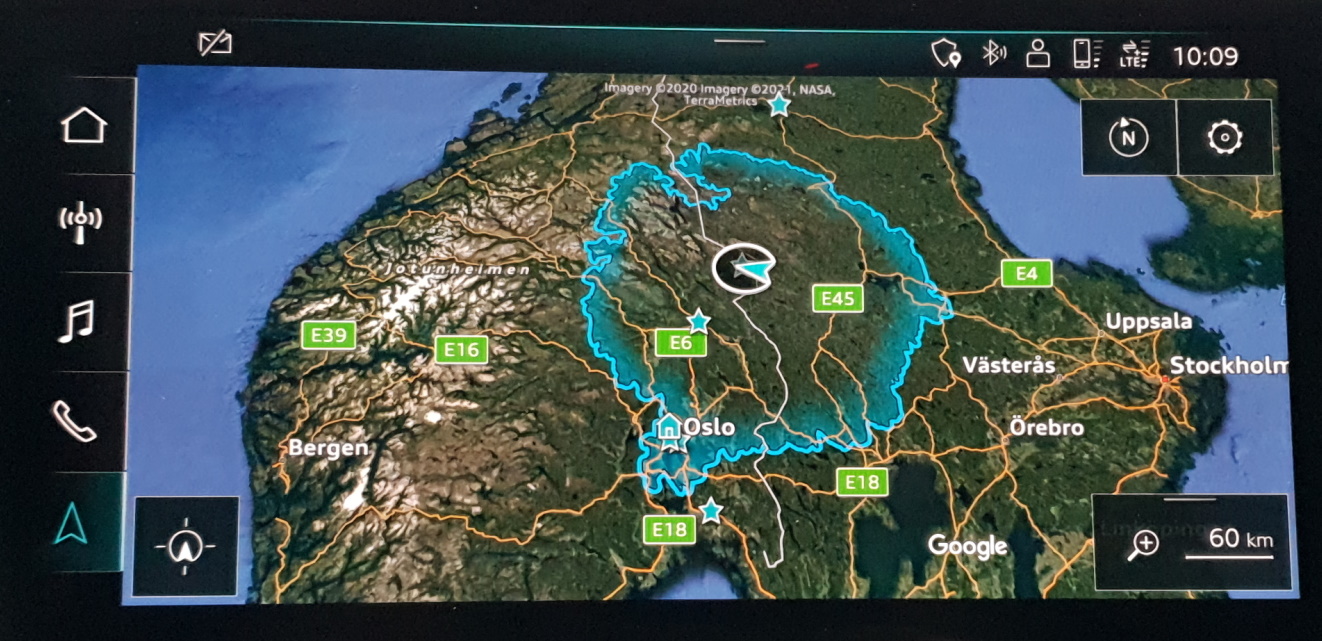 10:09
LTE
Imagery ©2020 Imagery ©2021, NASA,
TerraMetrics
N
Jotunheimen
E4
E45
E39
E6
E16
Uppsala
Västerås
Stockholm
Oslo
Örebro
Bergen
E18
E18
Google
60 km